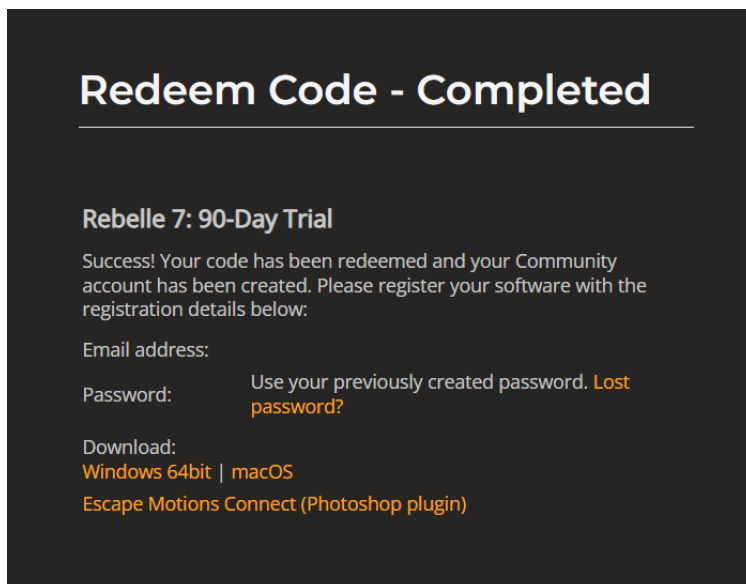 Redeem Code - Completed
Rebelle 7: 90-Day Trial
Success! Your code has been redeemed and your Community
account has been created. Please register your software with the
registration details below:
Email address:
Password:
Use your previously created password. Lost
password?
Download:
Windows 64bit | macOS
Escape Motions Connect (Photoshop plugin)